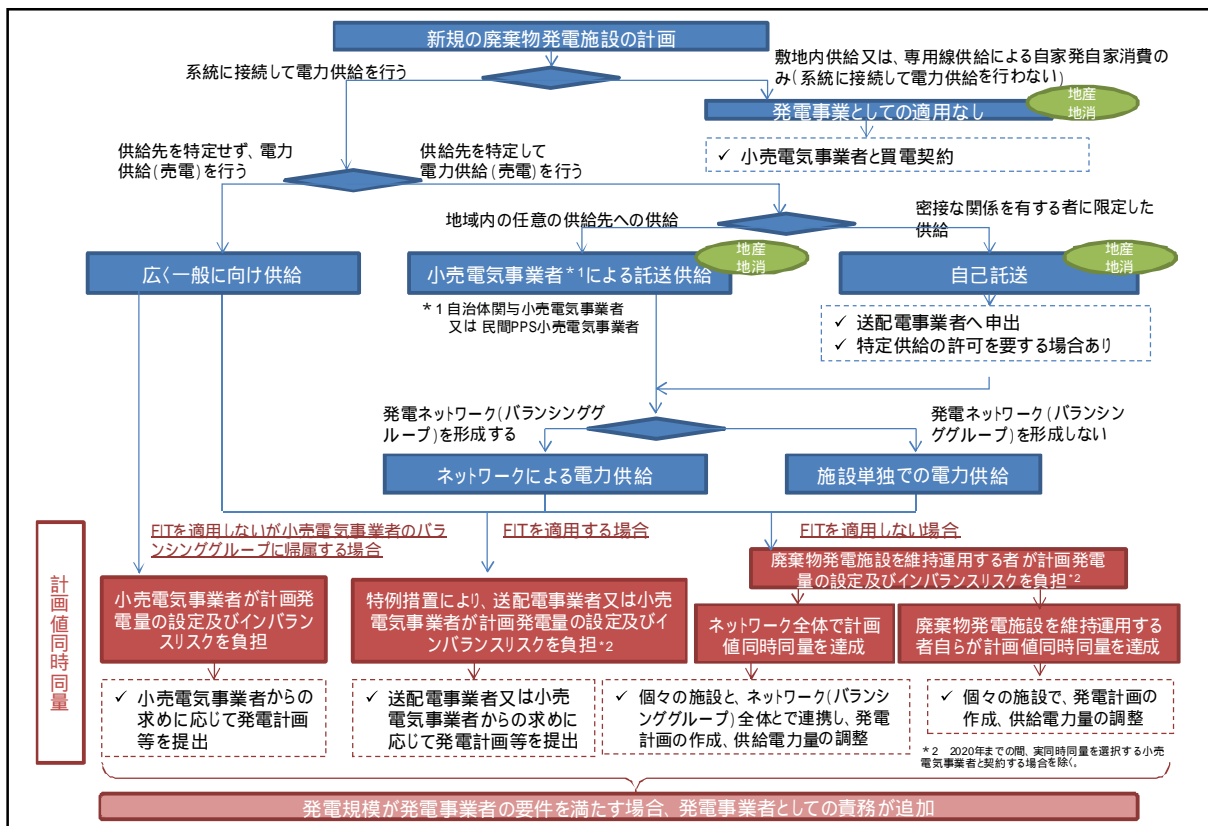 新規の廃棄物発電施設の計画
系統に接続して電力供給を行う
敷地内供給又は、専用線供給による自家発自家消費の
み(系統に接続して電力供給を行わない)
地産
地消
発電事業としての適用なし
✓ 小売電気事業者と買電契約
供給先を特定せず、電力
供給(売電)を行う
供給先を特定して
電力供給(売電)を行う
地域内の任意の供給先への供給
密接な関係を有する者に限定した
供給
広く一般に向け供給
地産
地消
小売電気事業者*1による託送供給
地産
地消
自己託送
*1 自治体関与小売電気事業者
又は 民間PPS小売電気事業者
✓ 送配電事業者へ申出
✓ 特定供給の許可を要する場合あり
発電ネットワーク(バランシンググ
グループ)を形成する
発電ネットワーク(バランシン
ググループ)を形成しない
ネットワークによる電力供給
施設単独での電力供給
FITを適用しないが小売電気事業者のバラ
ンシンググループに帰属する場合
FITを適用する場合
FITを適用しない場合
計画値同時同量
廃棄物発電施設を維持運用する者が計画発電
量の設定及びインバランスリスクを負担*2
小売電気事業者が計画発
電量の設定及びインバラン
スリスクを負担
特例措置により、送配電事業者又は小売
電気事業者が計画発電量の設定及びイ
ンバランスリスクを負担*2
ネットワーク全体で計画
値同時同量を達成
廃棄物発電施設を維持運用する
者自らが計画値同時同量を達成
✓ 小売電気事業者からの
求めに応じて発電計画
等を提出
✓ 送配電事業者又は小売
電気事業者からの求めに
応じて発電計画等を提出
✓ 個々の施設と、ネットワーク(バランシ
ンググループ)全体とで連携し、発電
計画の作成、供給電力量の調整
✓ 個々の施設で、発電計画の
作成、供給電力量の調整
*2 2020年までの間、実同時同量を選択する小売
電気事業者と契約する場合を除く。
発電規模が発電事業者の要件を満たす場合、発電事業者としての責務が追加